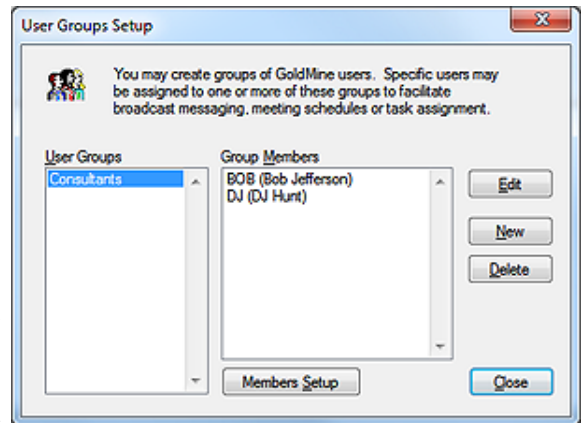 User Groups Setup
You may create groups of GoldMine users. Specific users may
be assigned to one or more of these groups to facilitate
broadcast messaging, meeting schedules or task assignment.
User Groups
Group Members
Consultants
BOB (Bob Jefferson)
DJ (DJ Hunt)
Edit
New
Delete
Members Setup
Close